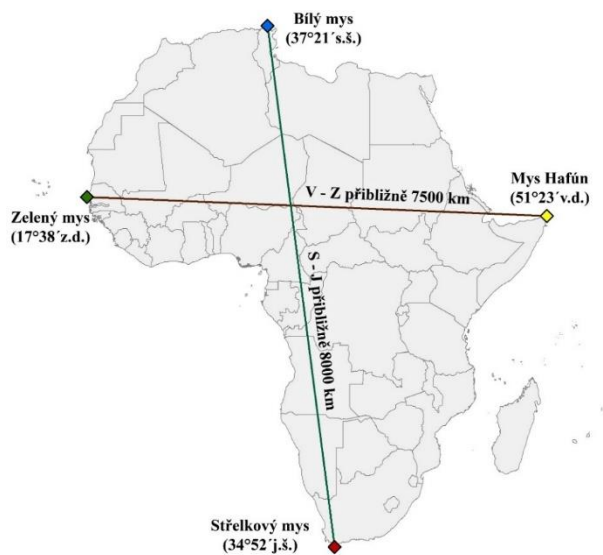 Bílý mys
(37°21´s.š.)
V - Z přibližně 7500 km
Mys Hafún
(51°23´v.d.)
Zelený mys
(17°38´z.d.)
S - J přibližně 8000 km
Střelkový mys
(34°52´j.š.)